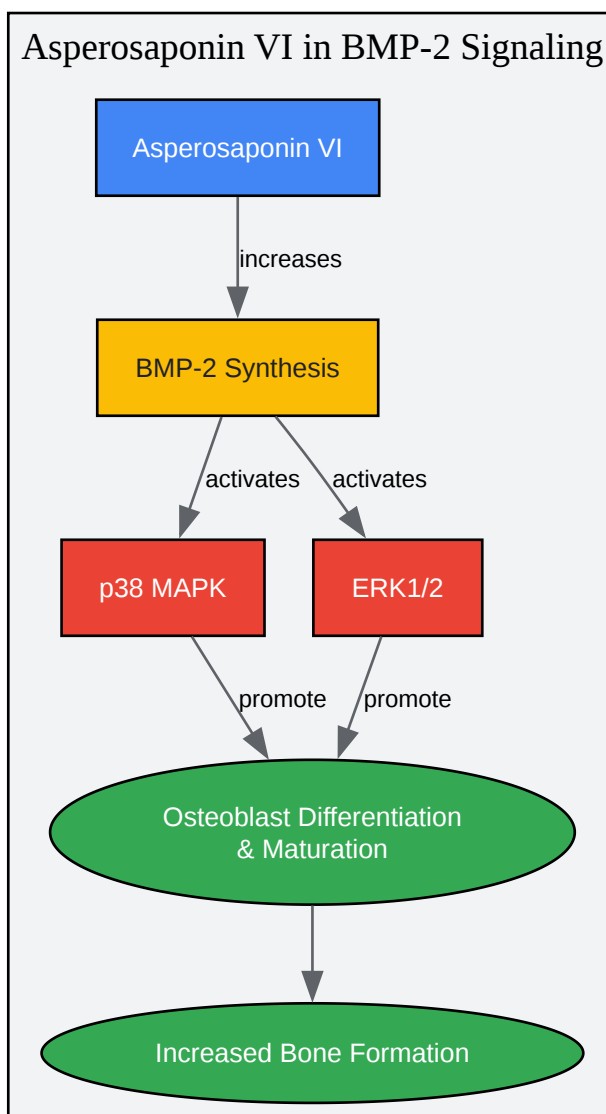 Asperosaponin VI in BMP-2 Signaling
Asperosaponin VI
increases
BMP-2 Synthesis
activates
activates
p38 MAPK
ERK1/2
promote
promote
Osteoblast Differentiation
& Maturation
Increased Bone Formation